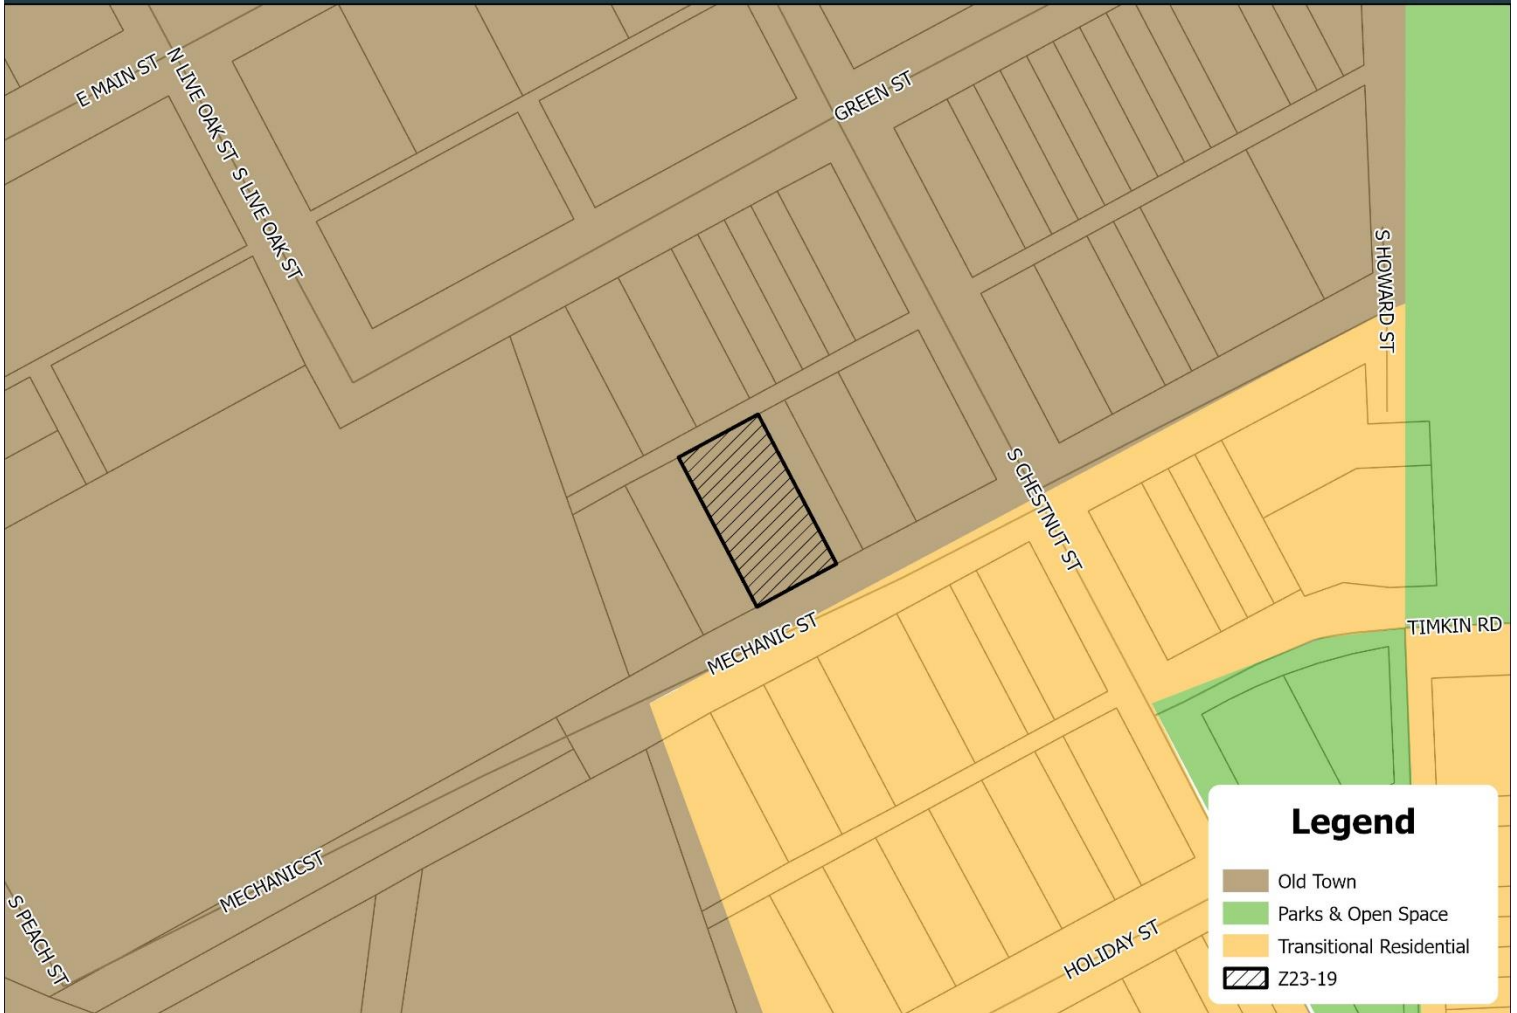 E MAIN ST
N LIVE OAK ST
S LIVE OAK ST
GREEN ST
S HOWARD ST
S CHESTNUT ST
MECHANIC ST
TIMKIN RD
MECHANICST
S PEACH ST
HOLIDAY ST
Legend
Old Town
Parks & Open Space
Transitional Residential
Z23-19